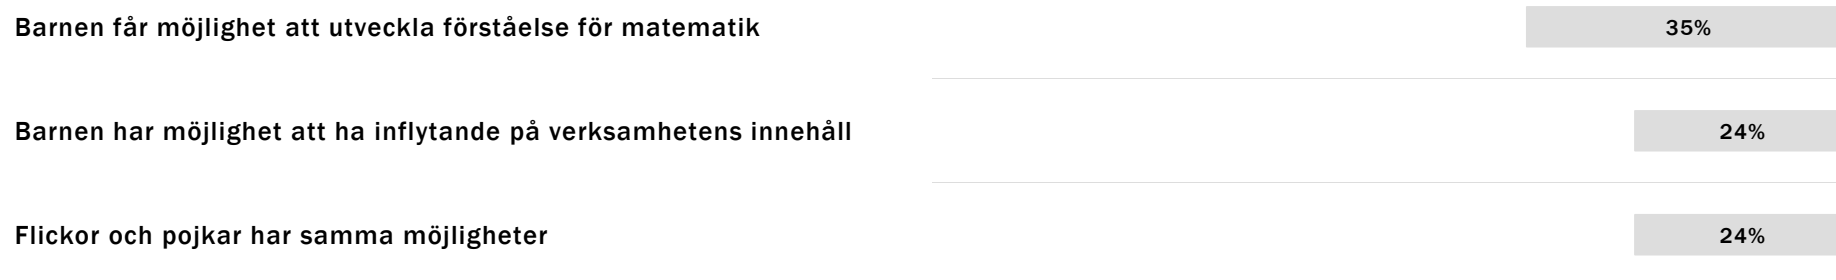 Barnen får möjlighet att utveckla förståelse för matematik 35%
Barnen har möjlighet att ha inflytande på verksamhetens innehåll 24%
Flickor och pojkar har samma möjligheter 24%